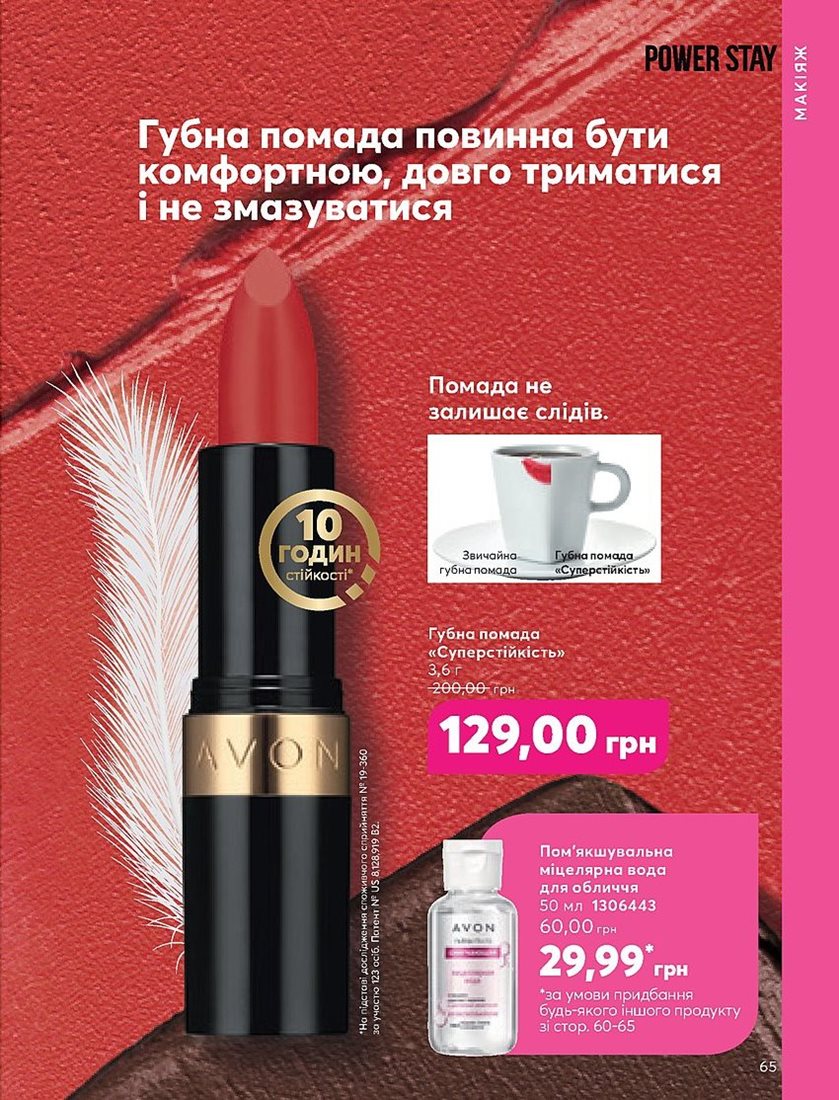 POWER STAY
МАКІЯЖ
Губна помада повинна бути
комфортною, довго триматися
і не змазуватися
Помада не
залишає слідів.
Звичайна
губна помада
Губна помада
«Суперстійкість»
10
ГОДИН
СТІЙКОСТІ*
Губна помада
«Суперстійкість»
3,6 г
200,00 грн
129,00 грн
AVON
*На підставі дослідження споживчого сприйняття № 19-360
за участю 123 осіб. Патент № US 8,128,919 B2.
Пом'якшувальна
міцелярна вода
для обличчя
50 мл 1306443
60,00 грн
29,99* грн
*за умови придбання
будь-якого іншого продукту
зі стор. 60-65
AVON
65